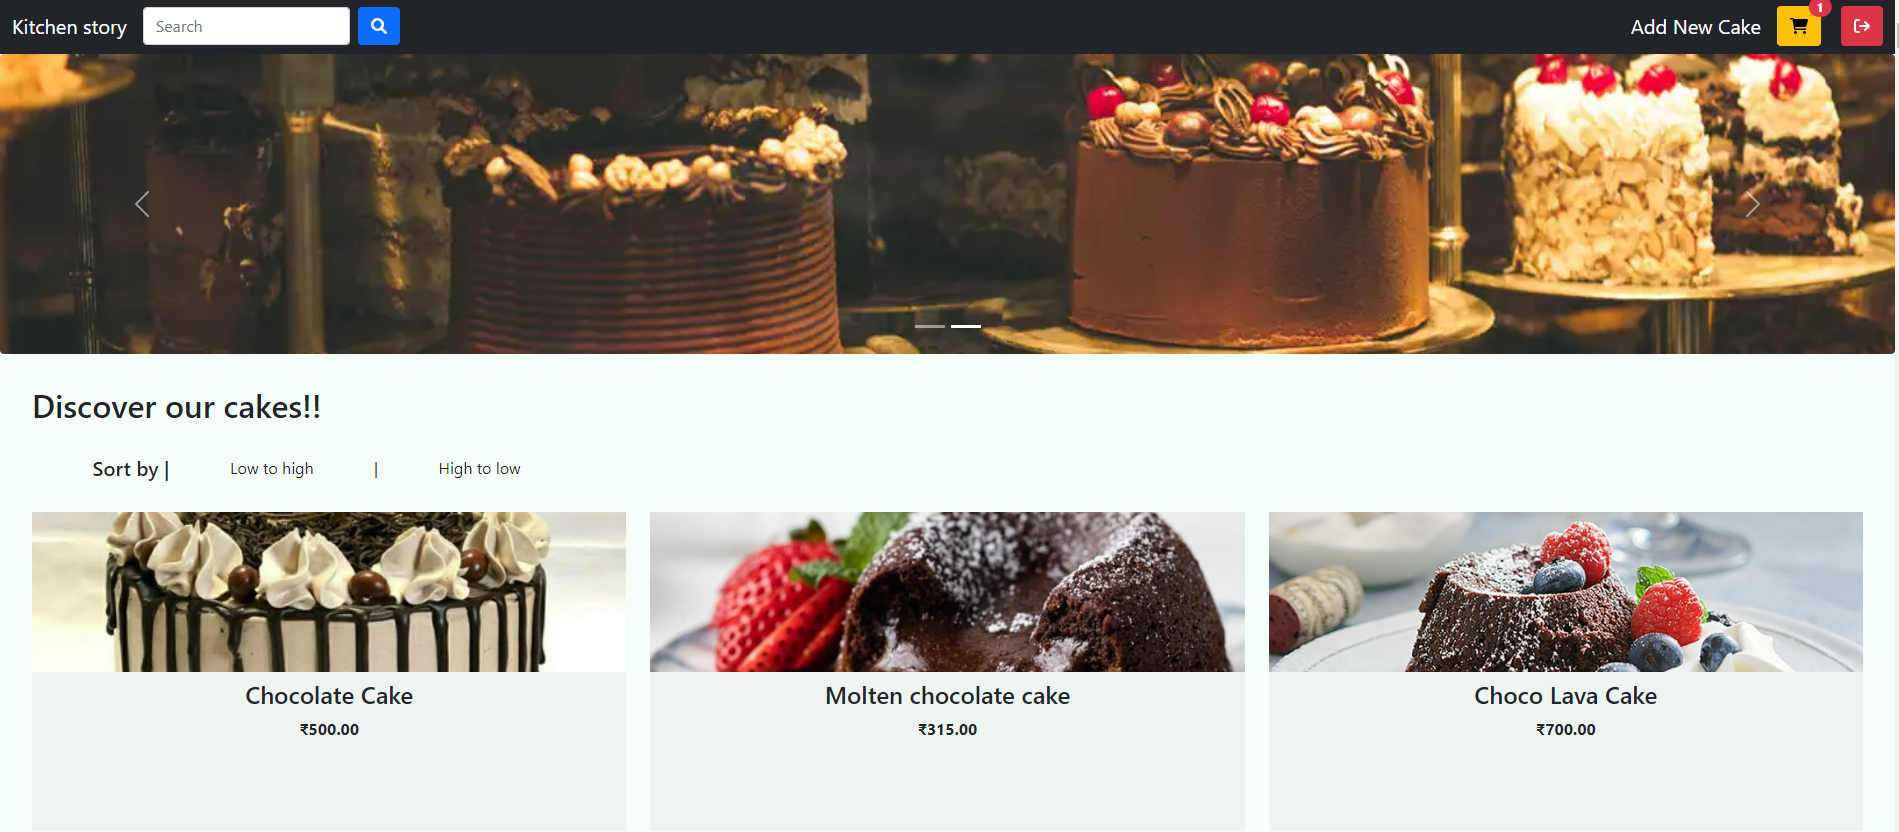 Kitchen story Search Add New Cake 1
Discover our cakes!!
Sort by | Low to high | High to low
Chocolate Cake Molten chocolate cake Choco Lava Cake
₹500.00 ₹315.00 ₹700.00